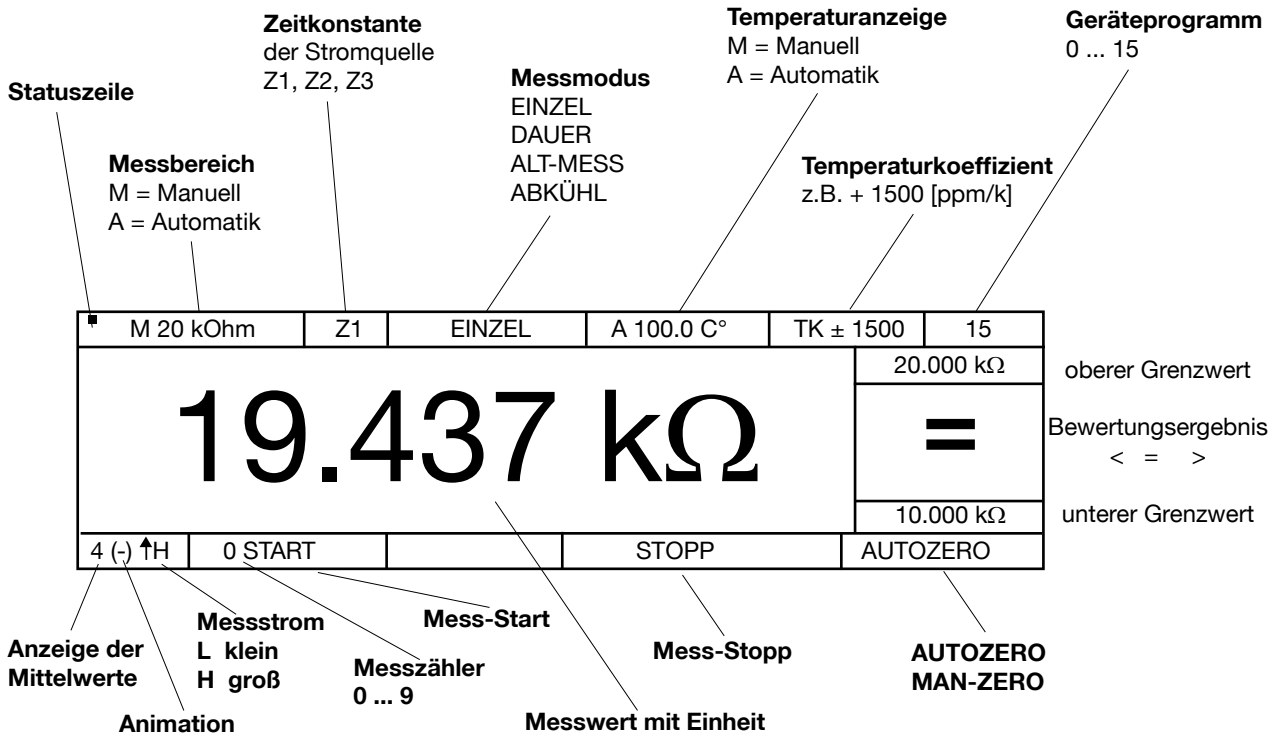 Zeitkonstante
der Stromquelle
Z1, Z2, Z3
Temperaturanzeige
M = Manuell
A = Automatik
Geräteprogramm
0 ... 15
Statuszeile
Messmodus
EINZEL
DAUER
ALT-MESS
ABKÜHL
Messbereich
M = Manuell
A = Automatik
Temperaturkoeffizient
z.B. + 1500 [ppm/k]
M 20 kOhm Z1 EINZEL A 100.0 C° TK ± 1500 15
20.000 kΩ oberer Grenzwert
19.437 kΩ
=
Bewertungsergebnis
< = >
10.000 kΩ unterer Grenzwert
4 (-) ↑H 0 START STOPP AUTOZERO
Anzeige der
Mittelwerte
Animation
Messstrom
L klein
H groß
Messzähler
0 ... 9
Mess-Start
Messwert mit Einheit
Mess-Stopp
AUTOZERO
MAN-ZERO